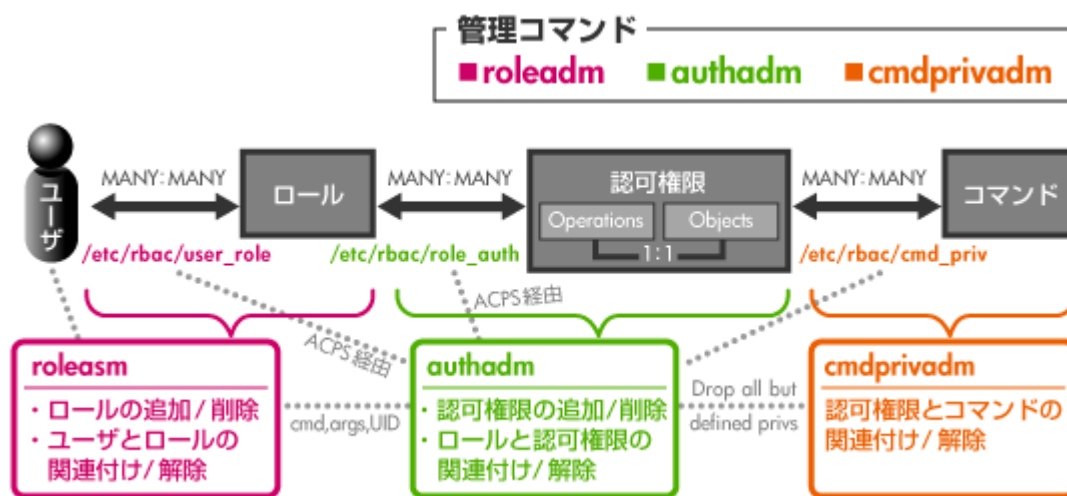 管理コマンド
■roleadm ■authadm ■cmdprivadm
ユーザ
MANY:MANY
ロール
MANY:MANY
認可権限
Operations
Objects
1:1
MANY:MANY
コマンド
/etc/rbac/user_role
/etc/rbac/role_auth
/etc/rbac/cmd_priv
ACPS経由
ACPS経由
roleasm
・ロールの追加/削除
・ユーザとロールの
関連付け/解除
cmd,args,UID
authadm
・認可権限の追加/削除
・ロールと認可権限の
関連付け/解除
Drop all but
defined privs
cmdprivadm
認可権限とコマンドの
関連付け/解除